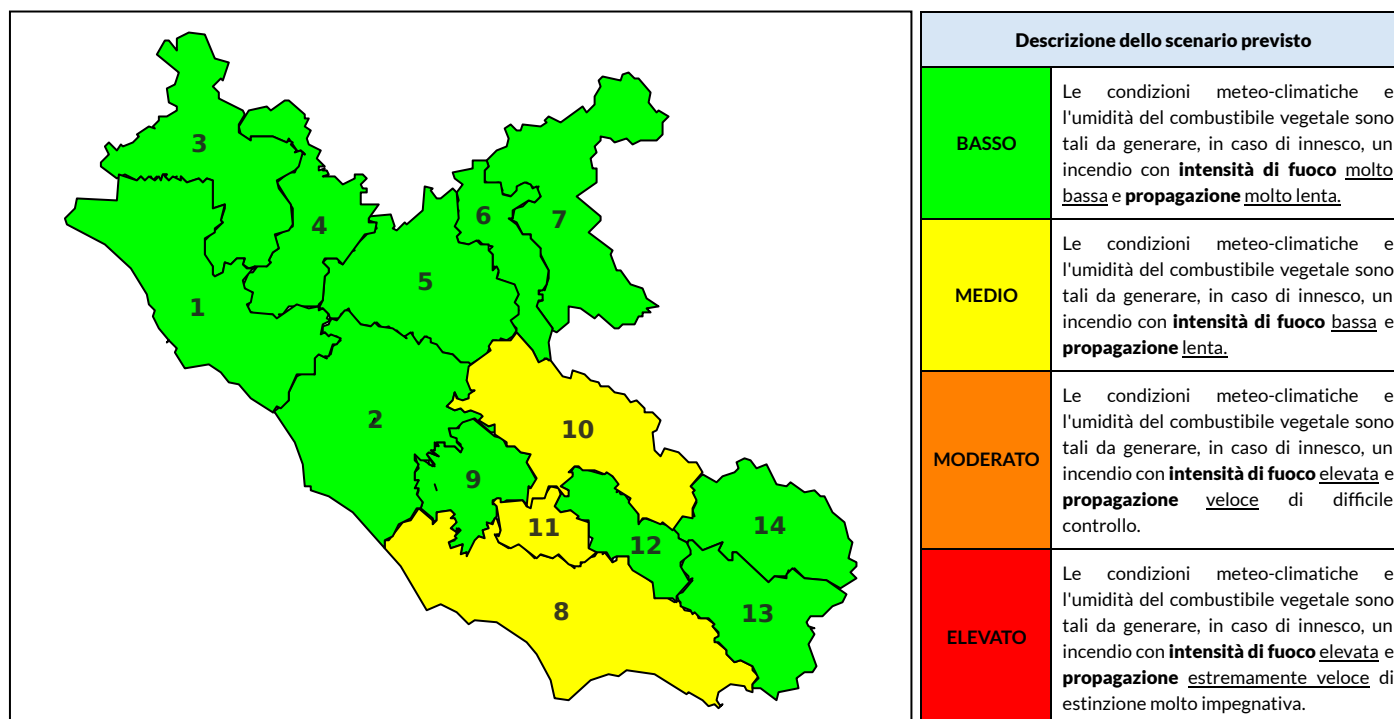 3
4
6
7
5
1
2
10
9
11
14
12
8
13
Descrizione dello scenario previsto
BASSO
Le condizioni meteo-climatiche e
l'umidità del combustibile vegetale sono
tali da generare, in caso di innesco, un
incendio con intensità di fuoco molto
bassa e propagazione molto lenta.
MEDIO
Le condizioni meteo-climatiche e
l'umidità del combustibile vegetale sono
tali da generare, in caso di innesco, un
incendio con intensità di fuoco bassa e
propagazione lenta.
MODERATO
Le condizioni meteo-climatiche e
l'umidità del combustibile vegetale sono
tali da generare, in caso di innesco, un
incendio con intensità di fuoco elevata e
propagazione veloce di difficile
controllo.
ELEVATO
Le condizioni meteo-climatiche e
l'umidità del combustibile vegetale sono
tali da generare, in caso di innesco, un
incendio con intensità di fuoco elevata e
propagazione estremamente veloce di
estinzione molto impegnativa.